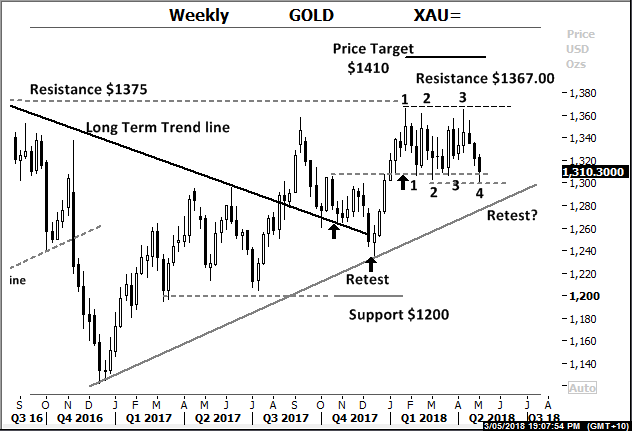 Weekly GOLD XAU=
Price
USD
Ozs
Price Target
$1410
Resistance $1375
Resistance $1367.00
1 2 3
Long Term Trend line
1,380
1,360
1,340
1,320
1,310.3000
1,300
1 2 3 4
Retest?
1,280
1,260
1,240
ine
Retest
1,220
1,200
Support $1200
1,180
1,160
1,140
Auto
S O N D J F M A M J J A S O N D J F M A M J J A
Q3 16 Q4 2016 Q1 2017 Q2 2017 Q3 2017 Q4 2017 Q1 2018 Q2 2018 Q3 18
3/05/2018 19:07:54 PM (GMT+10)